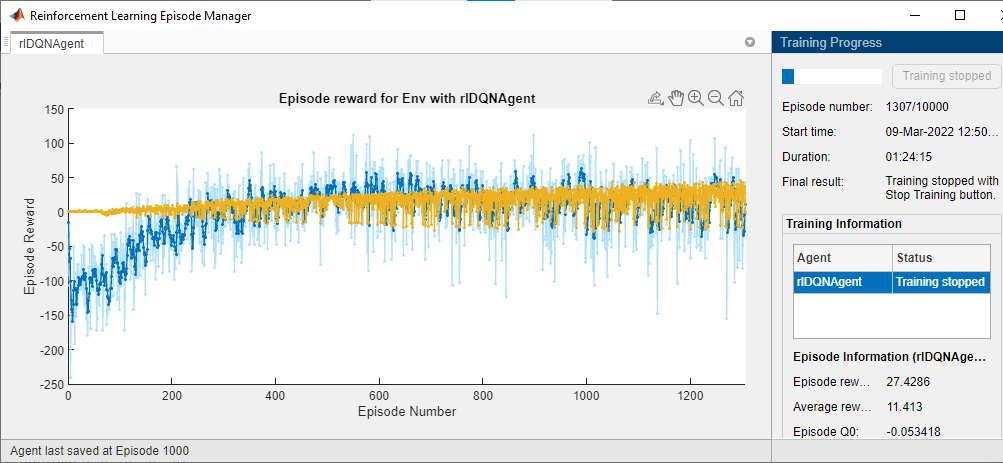 Reinforcement Learning Episode Manager
rlDQNAgent
Episode reward for Env with rlDQNAgent
150
100
50
0
-50
-100
-150
-200
-250
Episode Reward
0 200 400 600 800 1000 1200
Episode Number
Training Progress
Training stopped
Episode number: 1307/10000
Start time: 09-Mar-2022 12:50...
Duration: 01:24:15
Final result: Training stopped with
Stop Training button.
Training Information
Agent Status
rlDQNAgent Training stopped
Episode Information (rlDQNAge...
Episode rew... 27.4286
Average rew... 11.413
Episode Q0: -0.053418
Agent last saved at Episode 1000